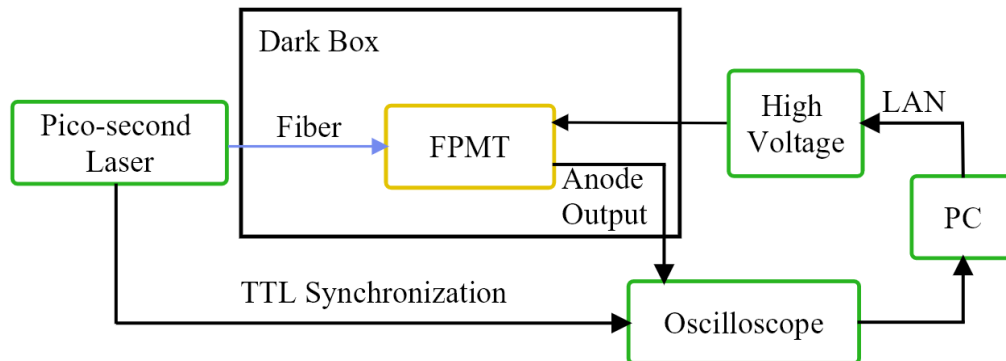 Dark Box
Pico-second
Laser
Fiber
FPMT
Anode
Output
High
Voltage
LAN
PC
TTL Synchronization
Oscilloscope